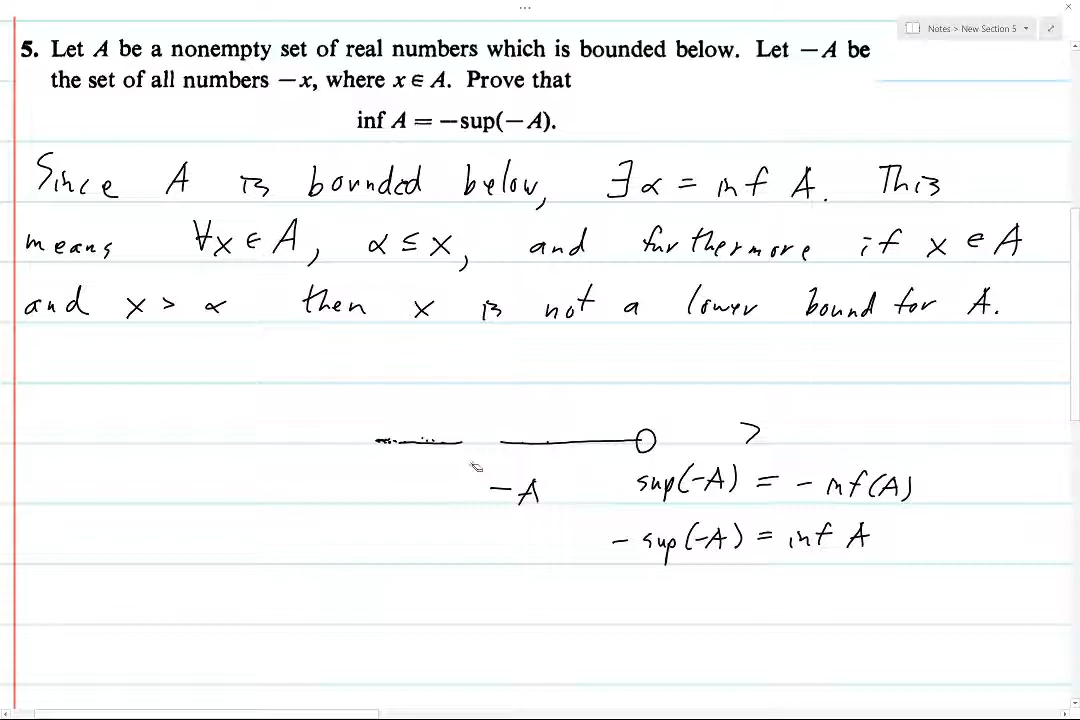 Notes > New Section 5
5. Let A be a nonempty set of real numbers which is bounded below. Let −A be
the set of all numbers −x, where x ∈ A. Prove that
inf A = −sup(−A).
Since A is bounded below, ∃ α = inf A. This
means ∀x ∈ A, α ≤ x, and furthermore if x ∈ A
and x > α then x is not a lower bound for A.
>
−A sup(−A) = − inf(A)
− sup(−A) = inf A